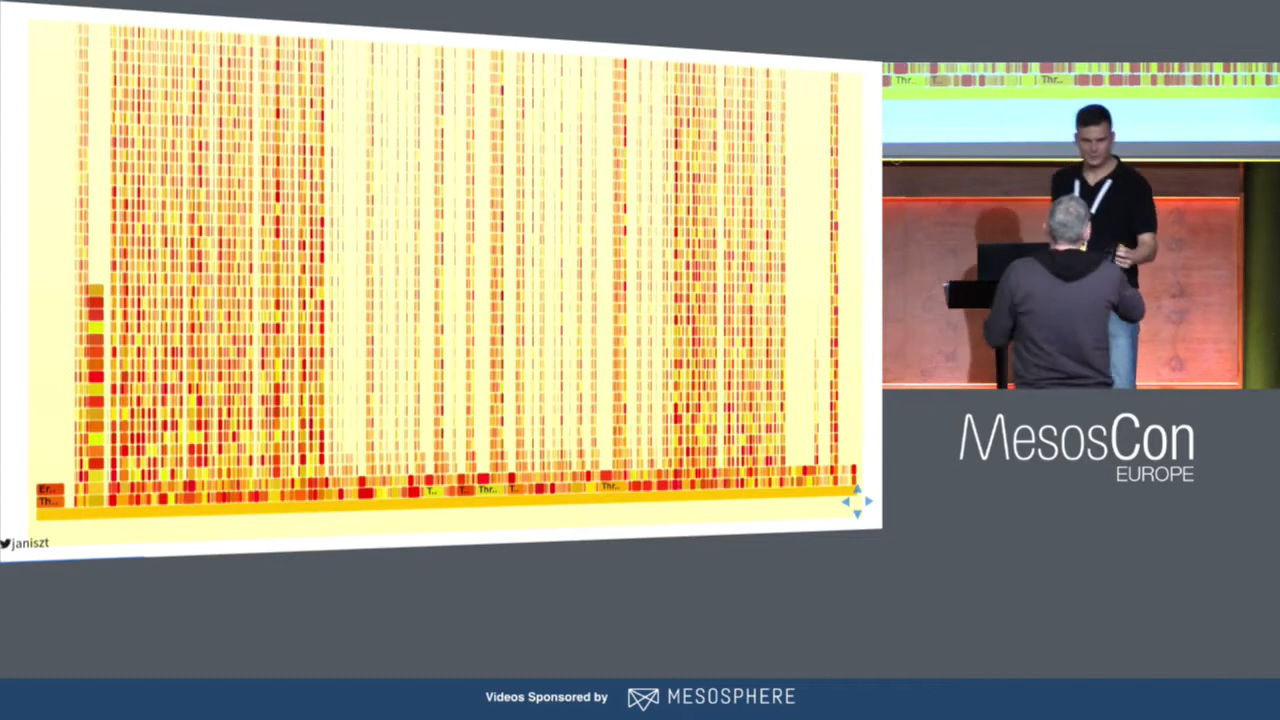 Thr..
T..
Thr..
Er..
Th..
T..
T..
Thr..
T..
Thr..
janiszt
MesosCon
EUROPE
Videos Sponsored by MESOSPHERE